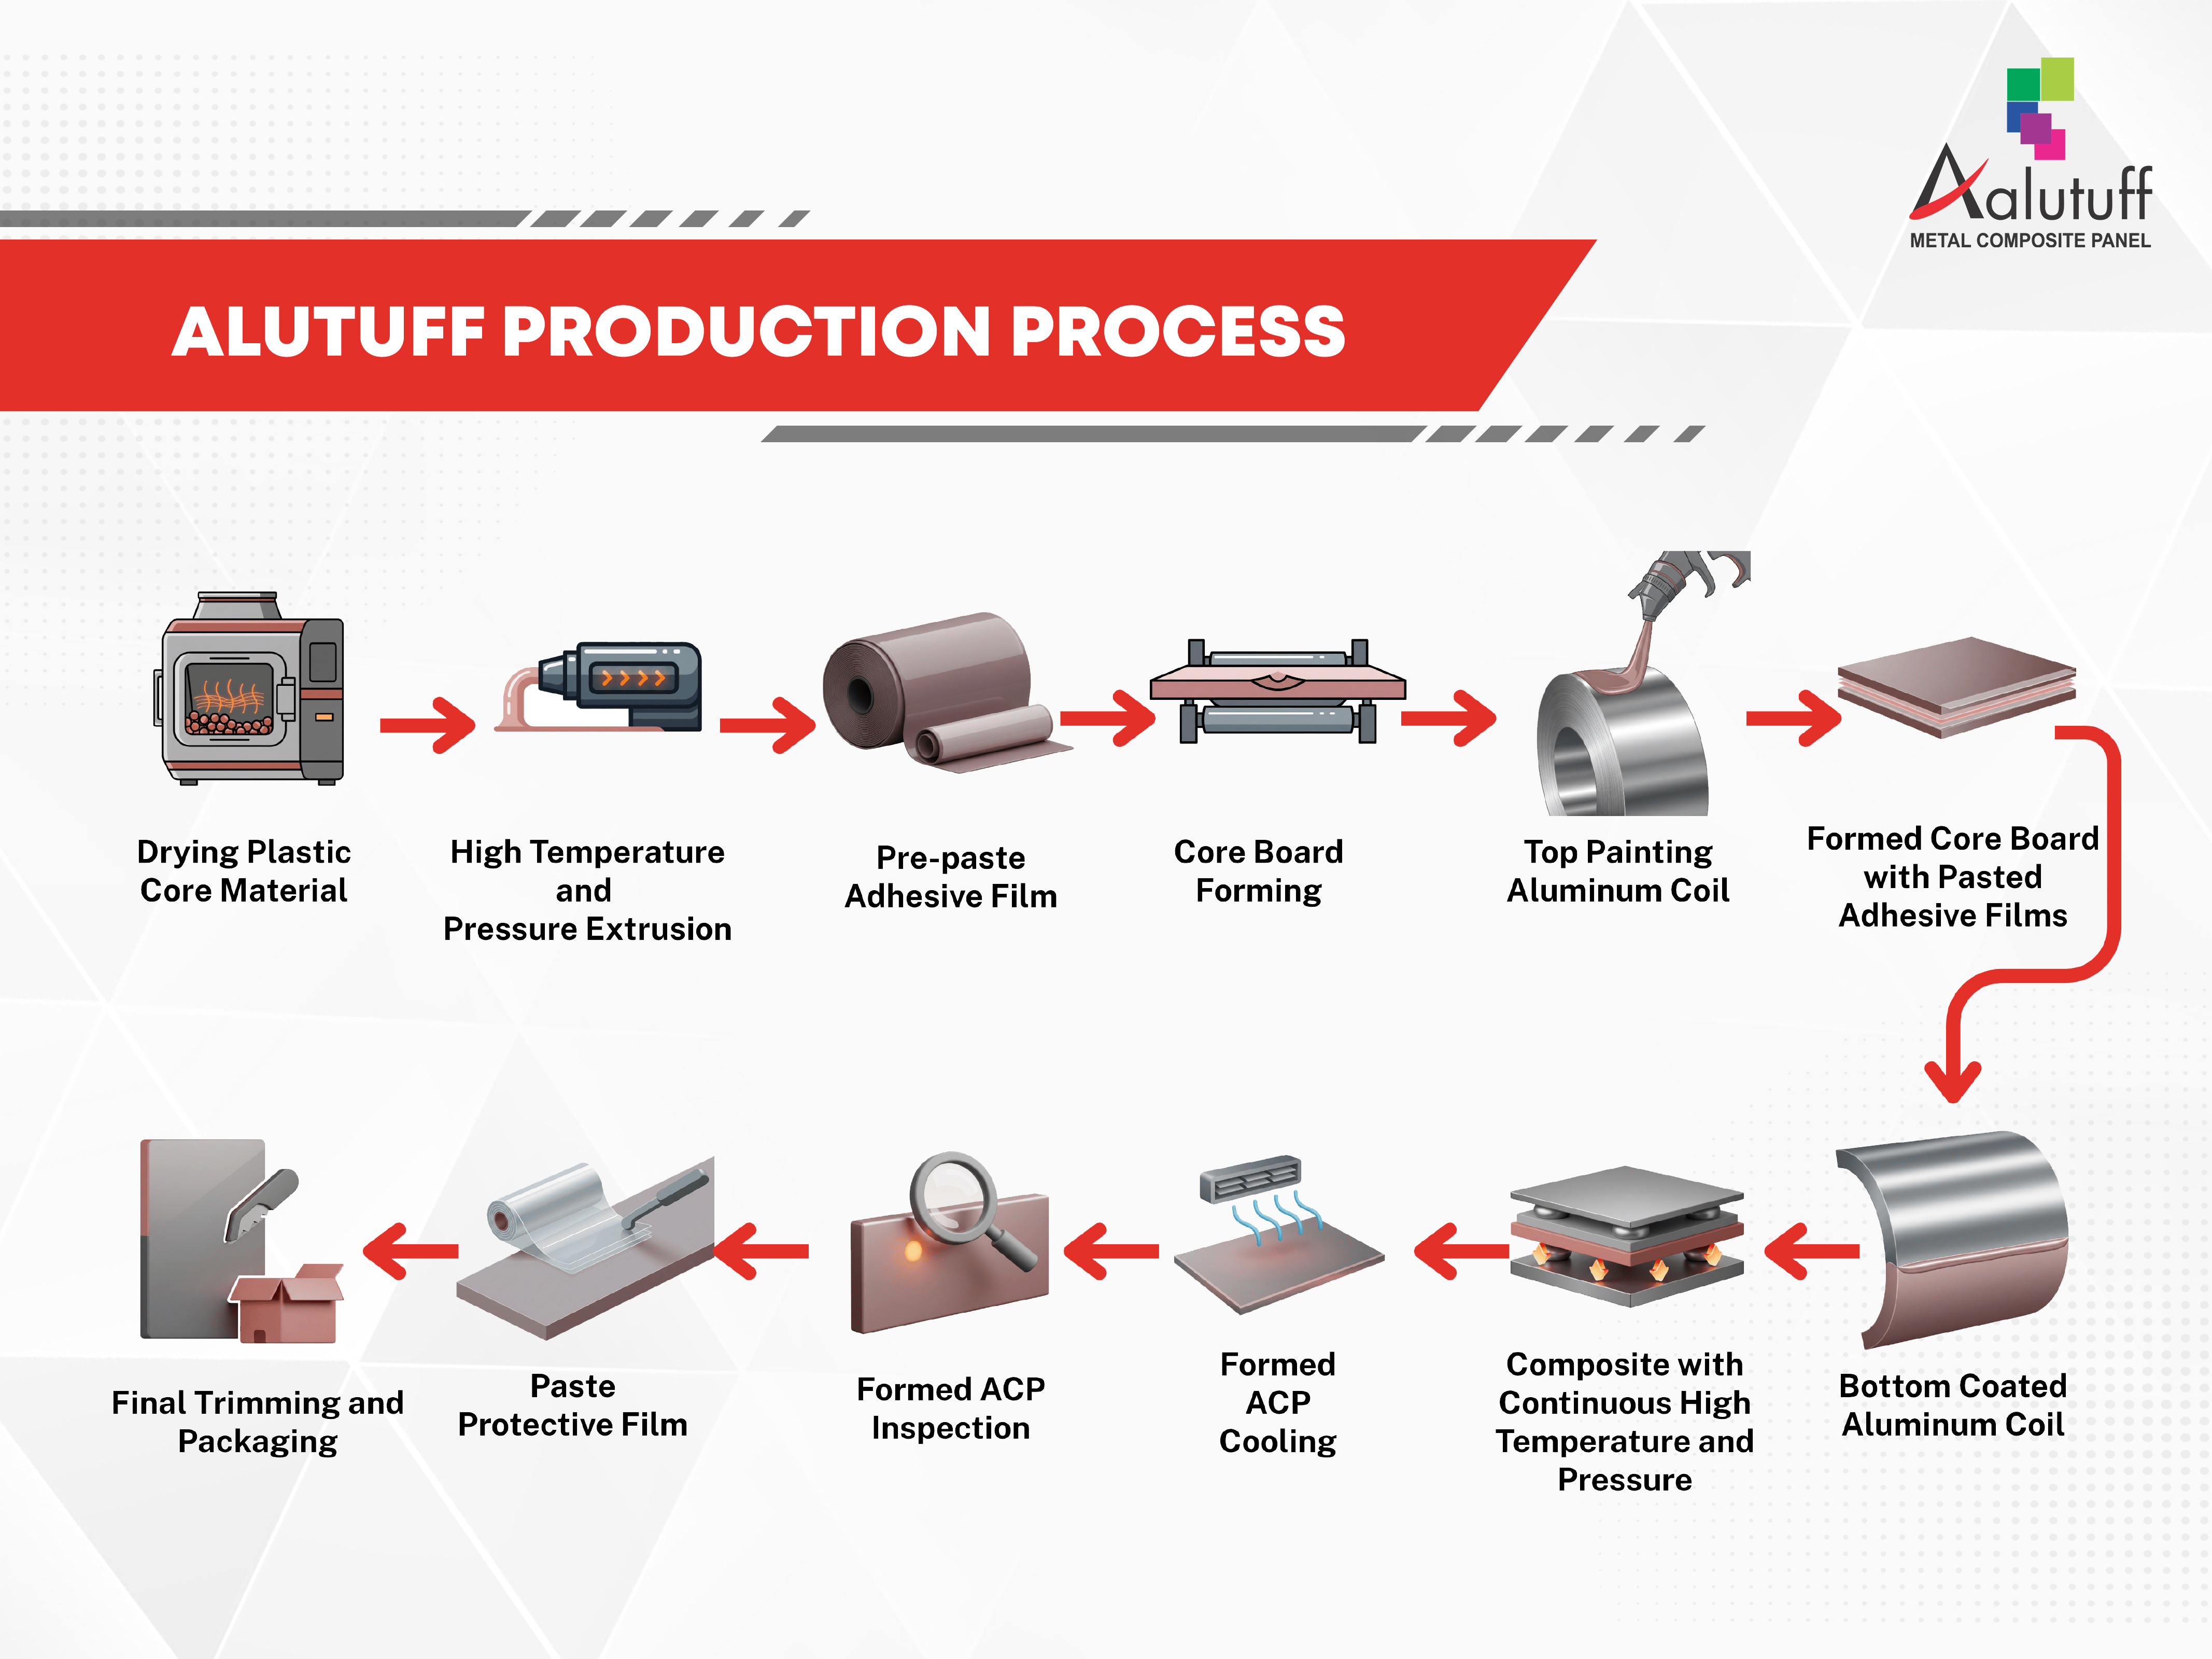 Aalutuff
METAL COMPOSITE PANEL
ALUTUFF PRODUCTION PROCESS
Drying Plastic
Core Material
High Temperature
and
Pressure Extrusion
Pre-paste
Adhesive Film
Core Board
Forming
Top Painting
Aluminum Coil
Formed Core Board
with Pasted
Adhesive Films
Final Trimming and
Packaging
Paste
Protective Film
Formed ACP
Inspection
Formed
ACP
Cooling
Composite with
Continuous High
Temperature and
Pressure
Bottom Coated
Aluminum Coil